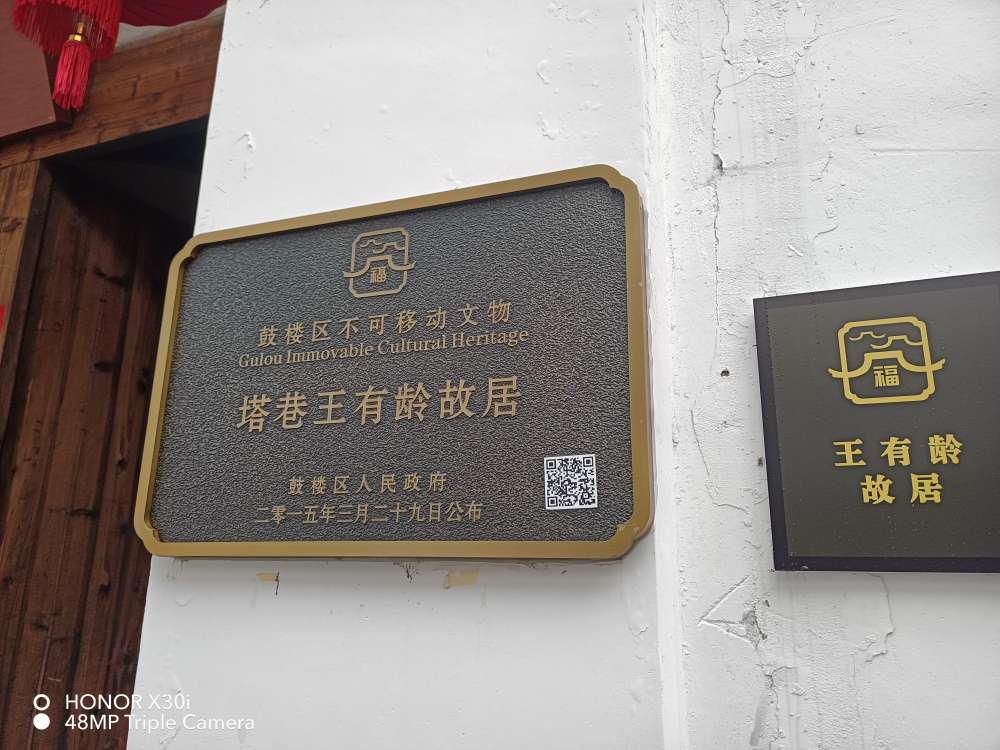 福
鼓楼区不可移动文物
Gulou Immovable Cultural Heritage
塔巷王有龄故居
鼓楼区人民政府
二零一五年三月二十九日公布
福
王有龄
故居
HONOR X30i
48MP Triple Camera